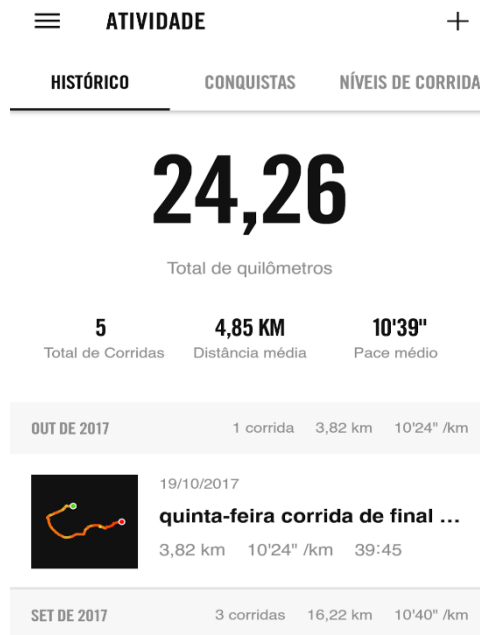 ATIVIDADE
HISTÓRICO CONQUISTAS NÍVEIS DE CORRIDA
24,26
Total de quilômetros
5 4,85 KM 10'39"
Total de Corridas Distância média Pace médio
OUT DE 2017 1 corrida 3,82 km 10'24" /km
19/10/2017
quinta-feira corrida de final ...
3,82 km 10'24" /km 39:45
SET DE 2017 3 corridas 16,22 km 10'40" /km